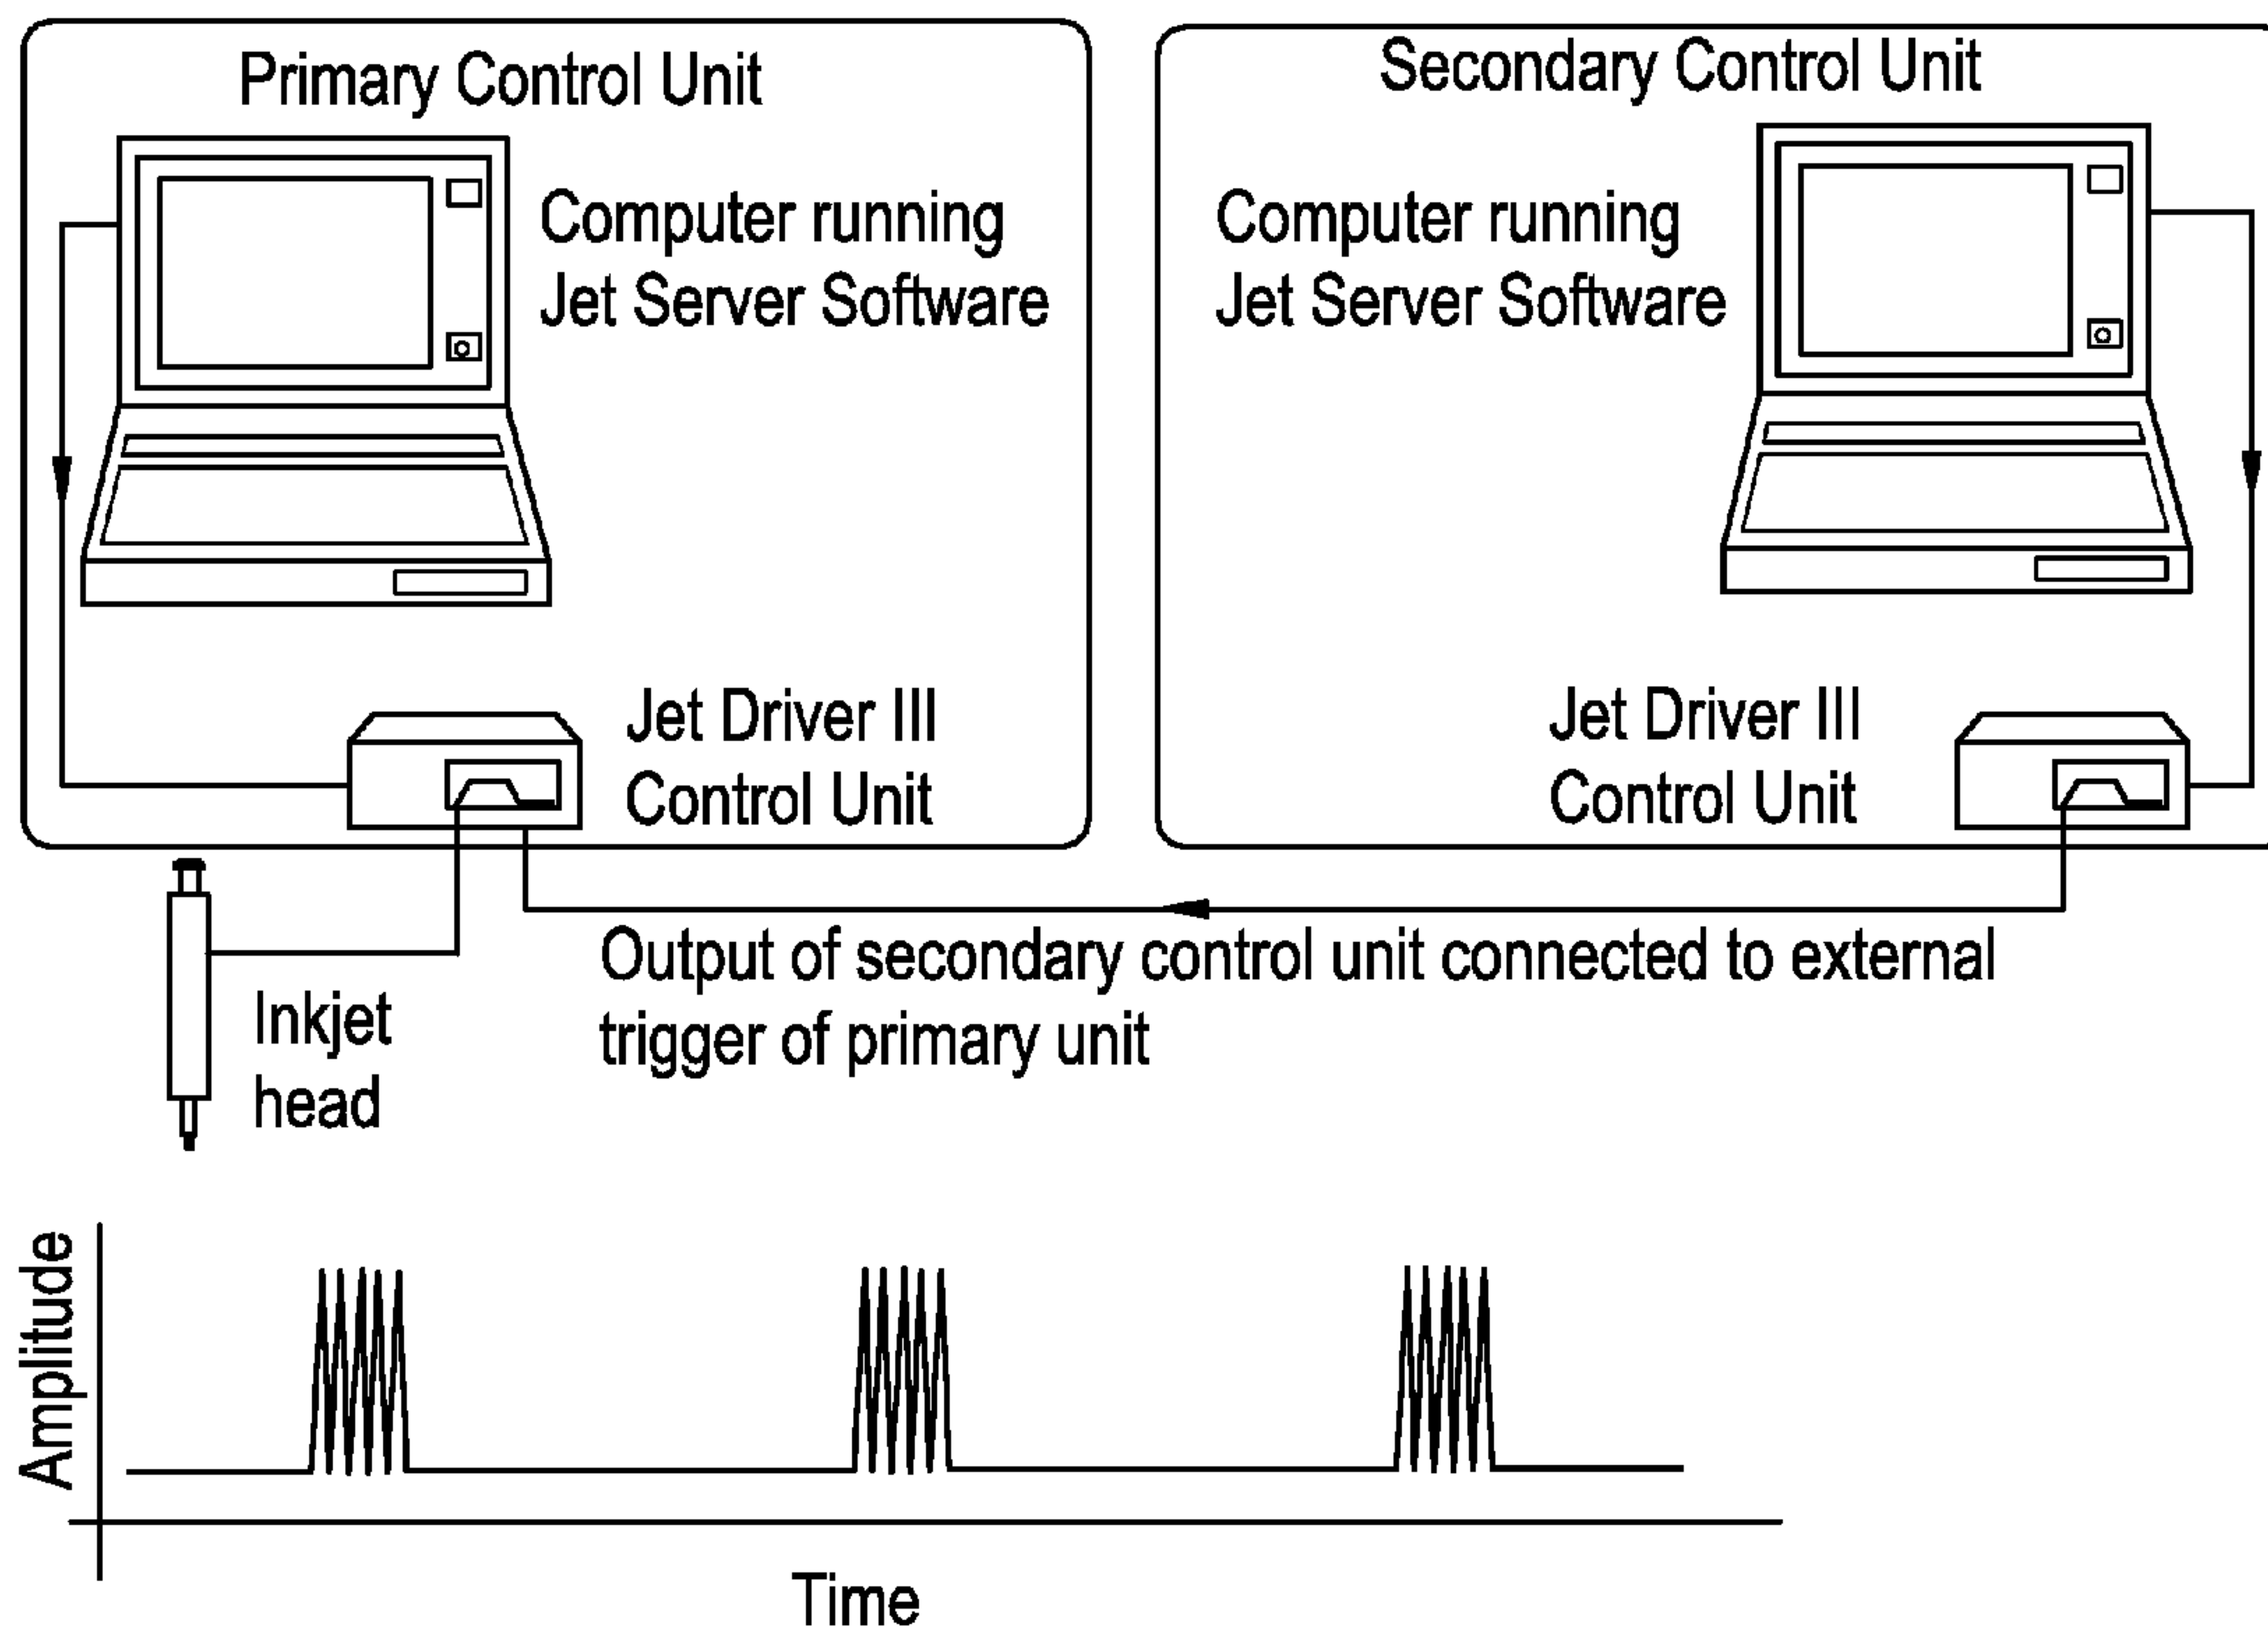 Primary Control Unit
Computer running
Jet Server Software
Jet Driver III
Control Unit
Secondary Control Unit
Computer running
Jet Server Software
Jet Driver III
Control Unit
Inkjet
head
Output of secondary control unit connected to external
trigger of primary unit
Amplitude
Time